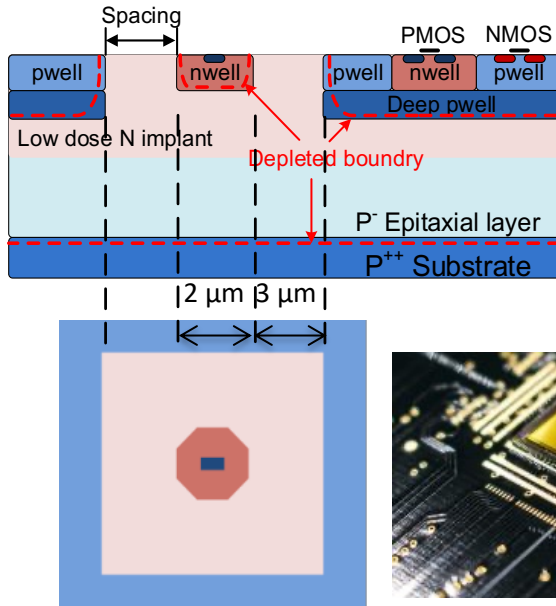 Spacing
PMOS NMOS
pwell nwell pwell nwell pwell
Deep pwell
Low dose N implant
Depleted boundry
P- Epitaxial layer
P++ Substrate
2 μm 3 μm